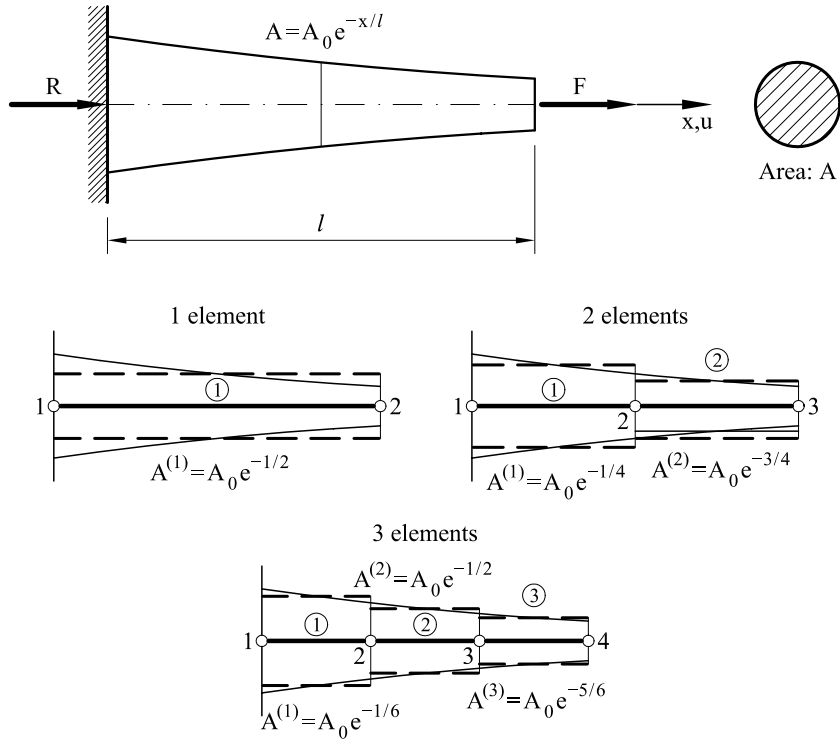 A=A₀e^{−x/l}
R
F
x,u
Area: A
l
1 element
2 elements
1
①
2
A^{(1)}=A₀e^{−1/2}
1
①
2
②
3
A^{(1)}=A₀e^{−1/4}
A^{(2)}=A₀e^{−3/4}
3 elements
A^{(2)}=A₀e^{−1/2}
1
①
2
②
3
③
4
A^{(1)}=A₀e^{−1/6}
A^{(3)}=A₀e^{−5/6}